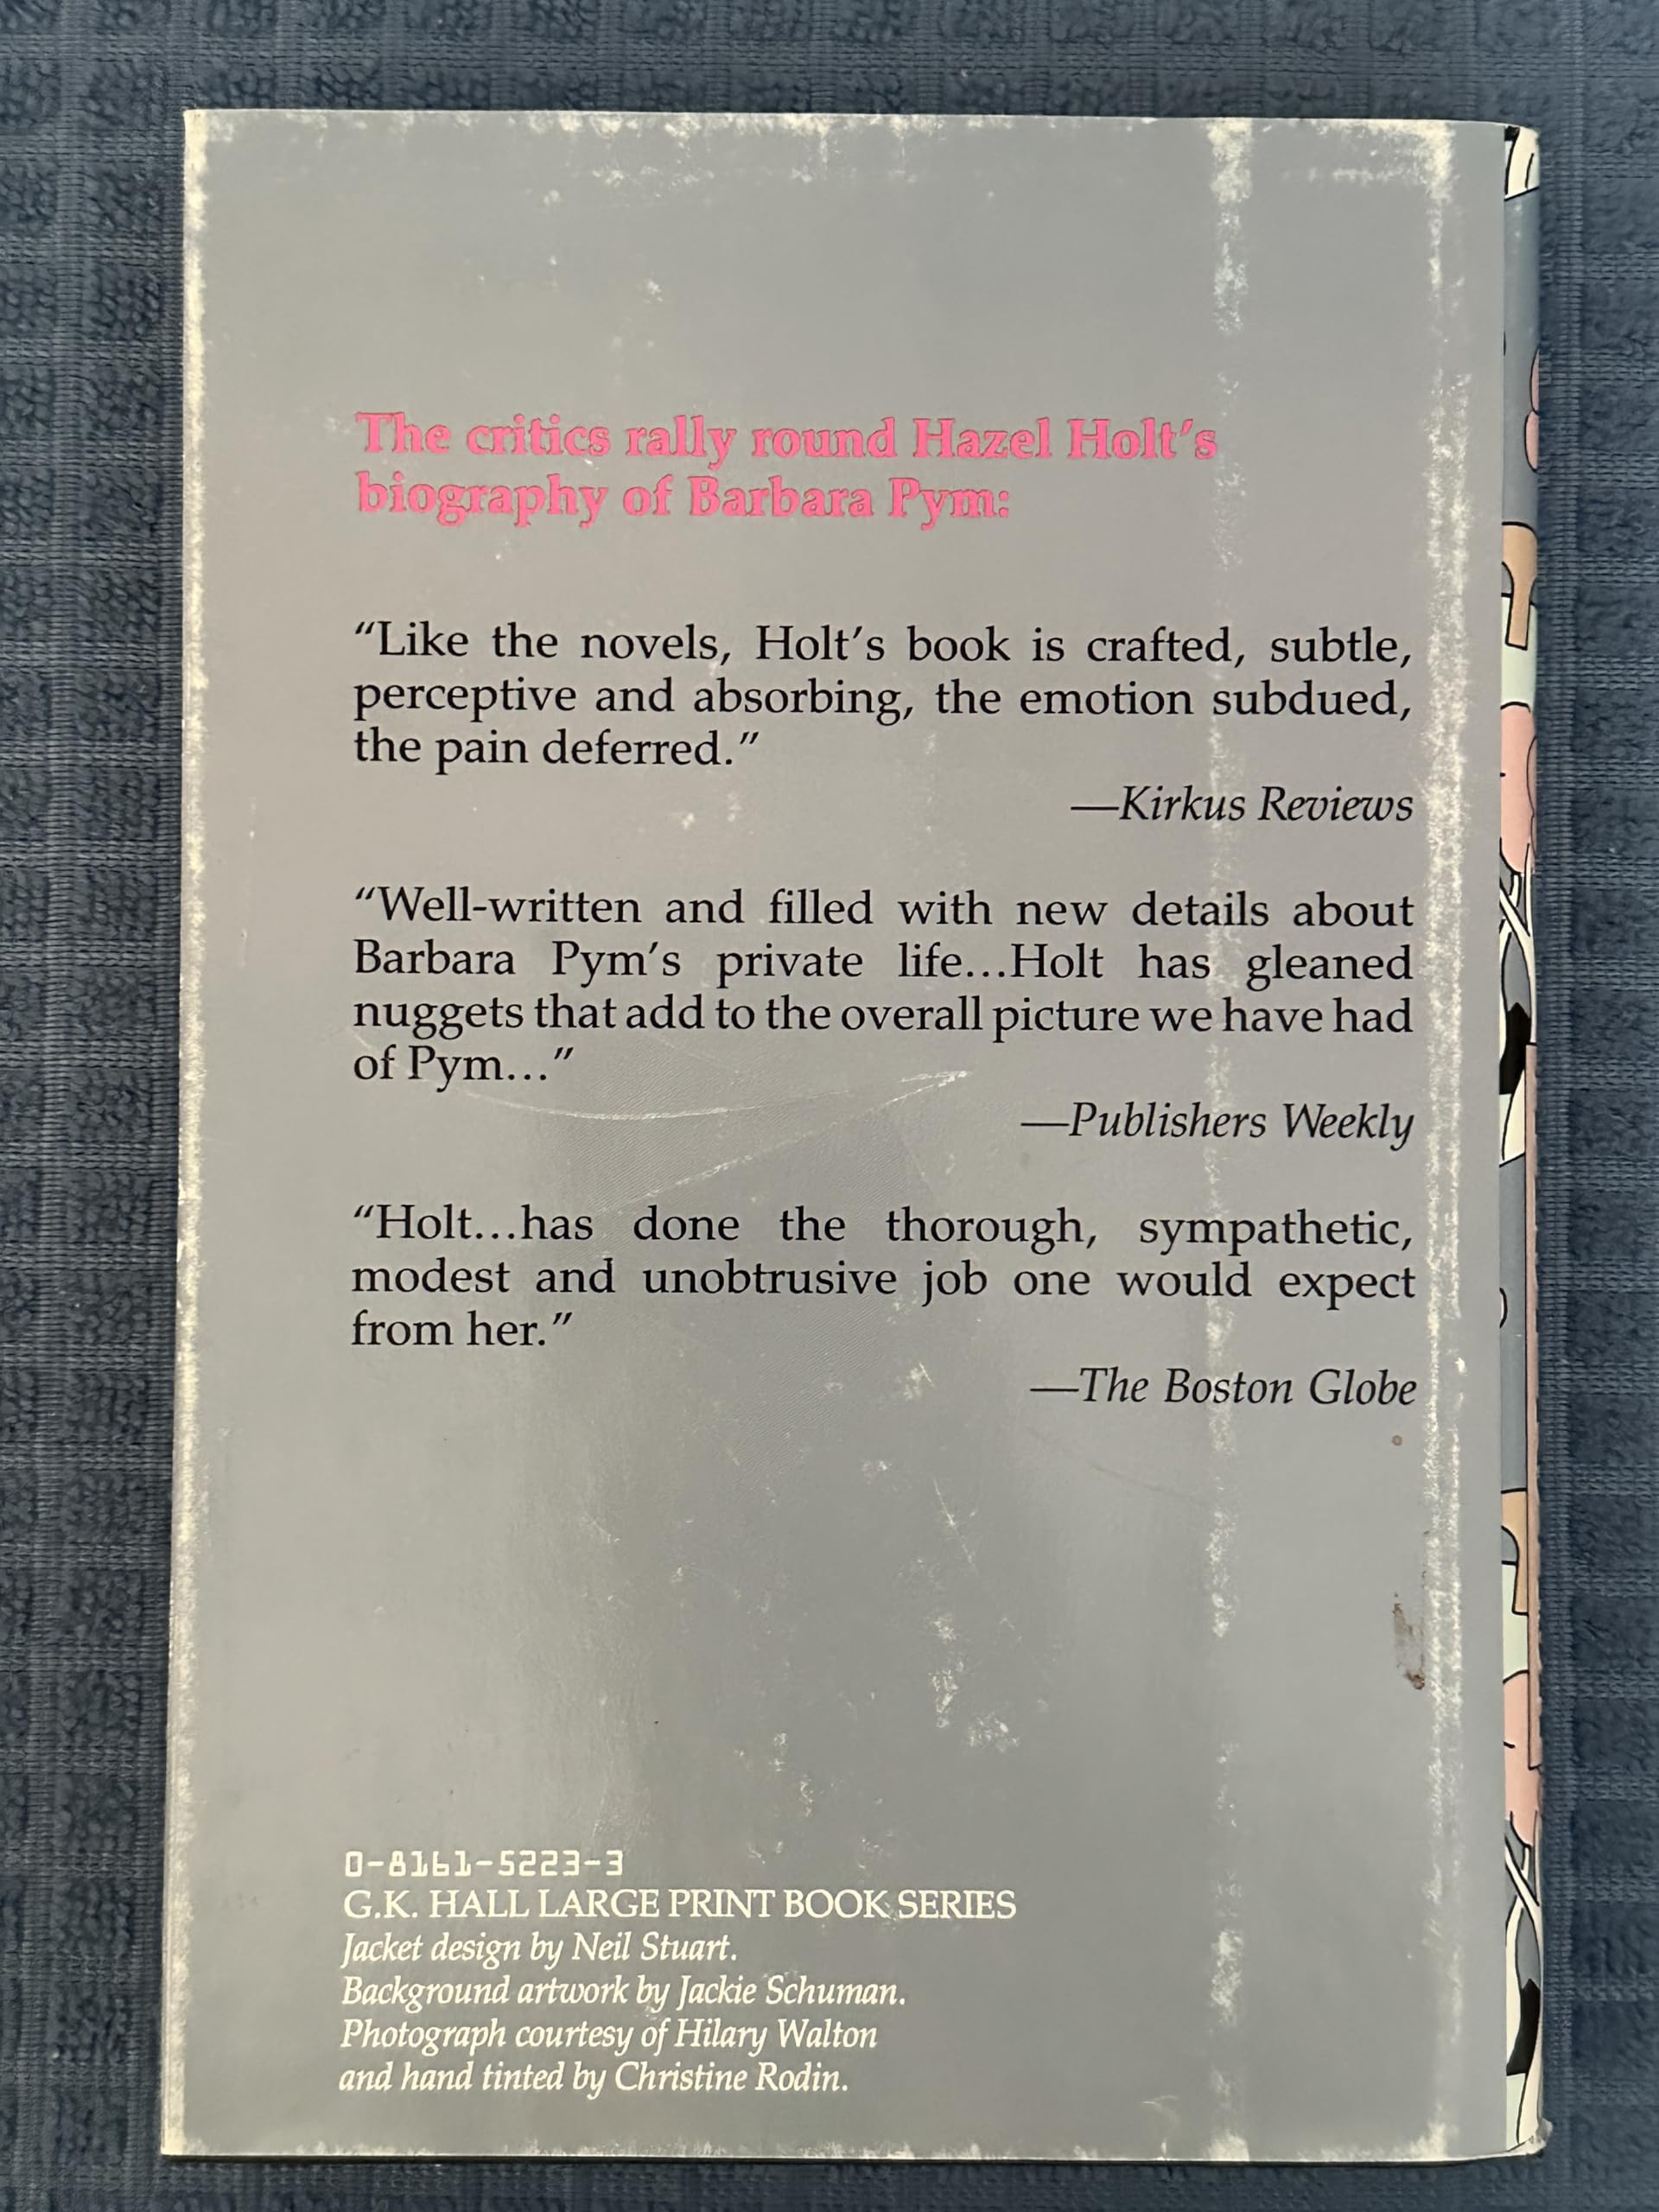 The critics rally round Hazel Holt's
biography of Barbara Pym:
“Like the novels, Holt's book is crafted, subtle,
perceptive and absorbing, the emotion subdued,
the pain deferred.”
—Kirkus Reviews
“Well-written and filled with new details about
Barbara Pym's private life...Holt has gleaned
nuggets that add to the overall picture we have had
of Pym...”
—Publishers Weekly
“Holt...has done the thorough, sympathetic,
modest and unobtrusive job one would expect
from her.”
—The Boston Globe
0-8161-5223-3
G.K. HALL LARGE PRINT BOOK SERIES
Jacket design by Neil Stuart.
Background artwork by Jackie Schuman.
Photograph courtesy of Hilary Walton
and hand tinted by Christine Rodin.